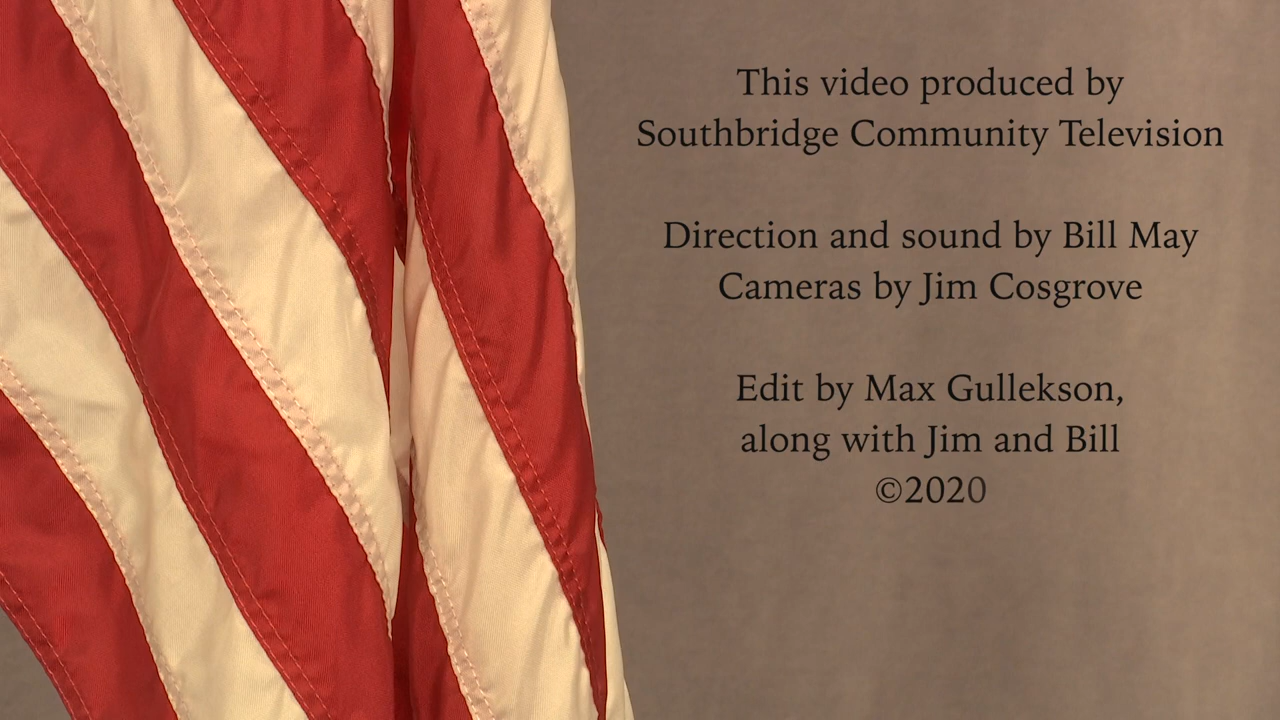 This video produced by
Southbridge Community Television
Direction and sound by Bill May
Cameras by Jim Cosgrove
Edit by Max Gullekson,
along with Jim and Bill
©2020